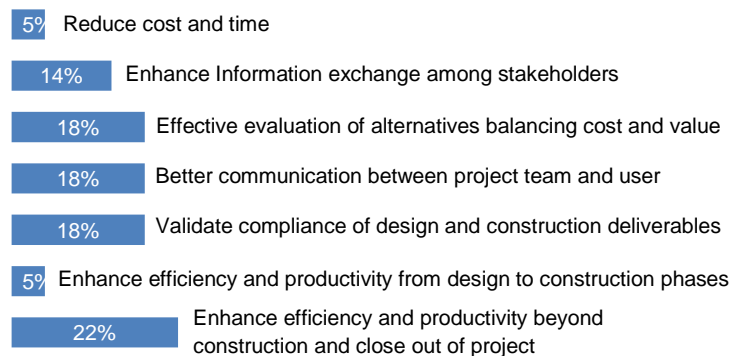 5% Reduce cost and time
14% Enhance Information exchange among stakeholders
18% Effective evaluation of alternatives balancing cost and value
18% Better communication between project team and user
18% Validate compliance of design and construction deliverables
5% Enhance efficiency and productivity from design to construction phases
22% Enhance efficiency and productivity beyond
construction and close out of project